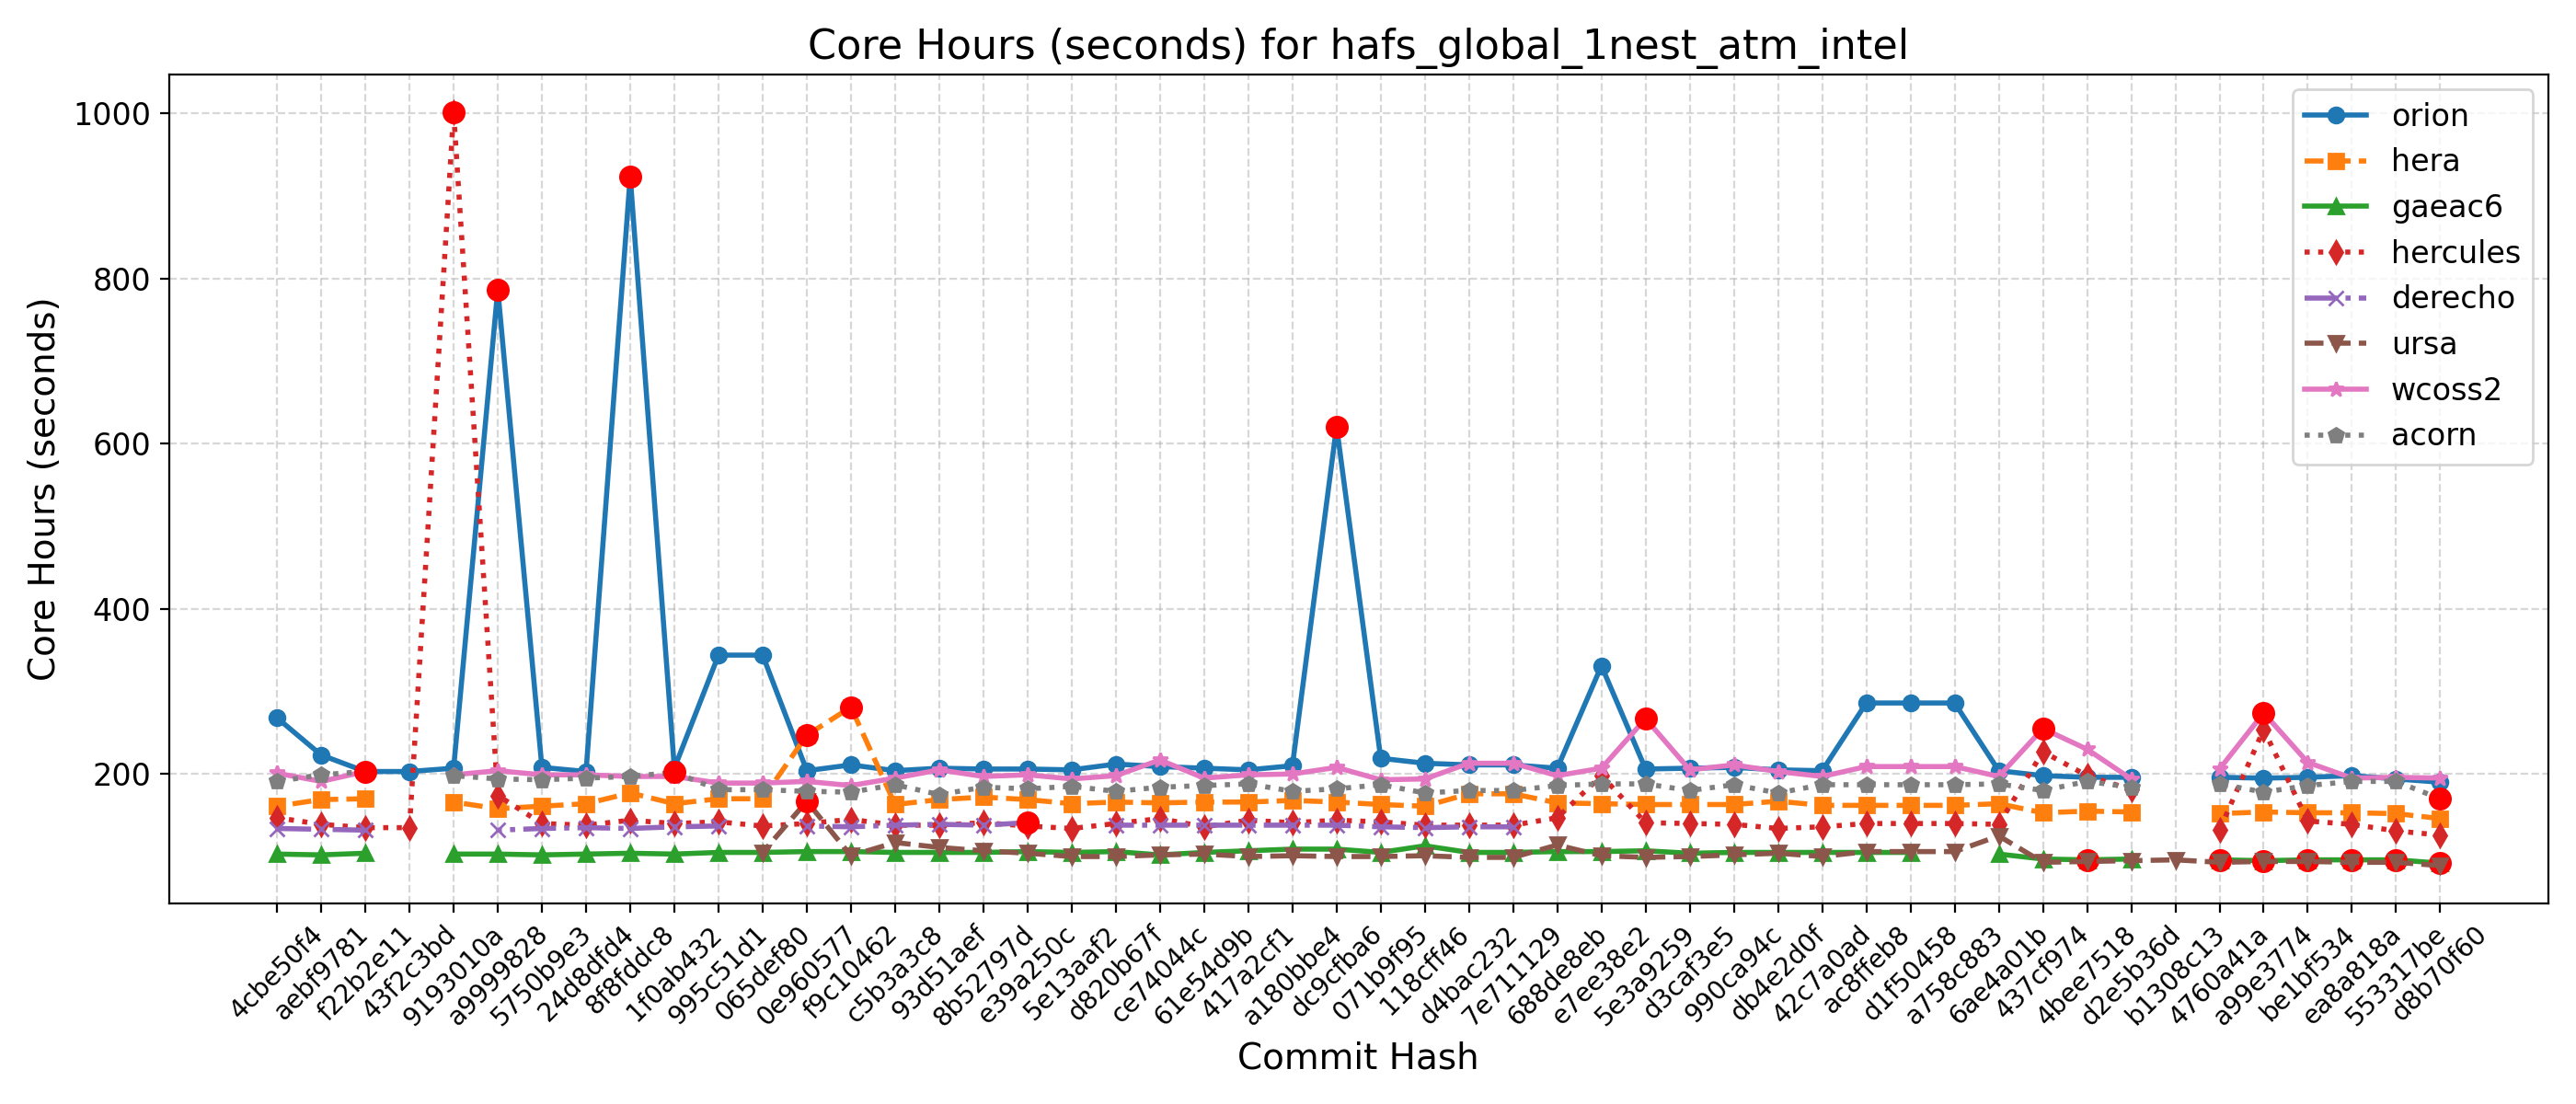 Core Hours (seconds) for hafs_global_1nest_atm_intel
Core Hours (seconds)
1000
800
600
400
200
orion
hera
gaeac6
hercules
derecho
ursa
wcoss2
acorn
4cbe50f4
aebf9781
f22b2e11
43f2c3bd
9193010a
a9999828
5750b9e3
24d8dfd4
8f8fddc8
1f0ab432
995c51d1
065def80
0e960577
f9c10462
c5b3a3c8
93d51aef
8b52797d
e39a250c
5e13aaf2
d820b67f
ce74044c
61e54d9b
417a2cf1
a180bbe4
dc9cfba6
071b9f95
118cff46
d4bac232
7e711129
688de8eb
e7ee38e2
5e3a9259
d3caf3e5
990ca94c
db4e2d0f
42c7a0ad
ac8ffeb8
d1f50458
a758c883
6ae4a01b
437cf974
4bee7518
d2e5b36d
b1308c13
4760a41a
a99e3774
be1bf534
ea8a818a
553317be
d8b70f60
Commit Hash